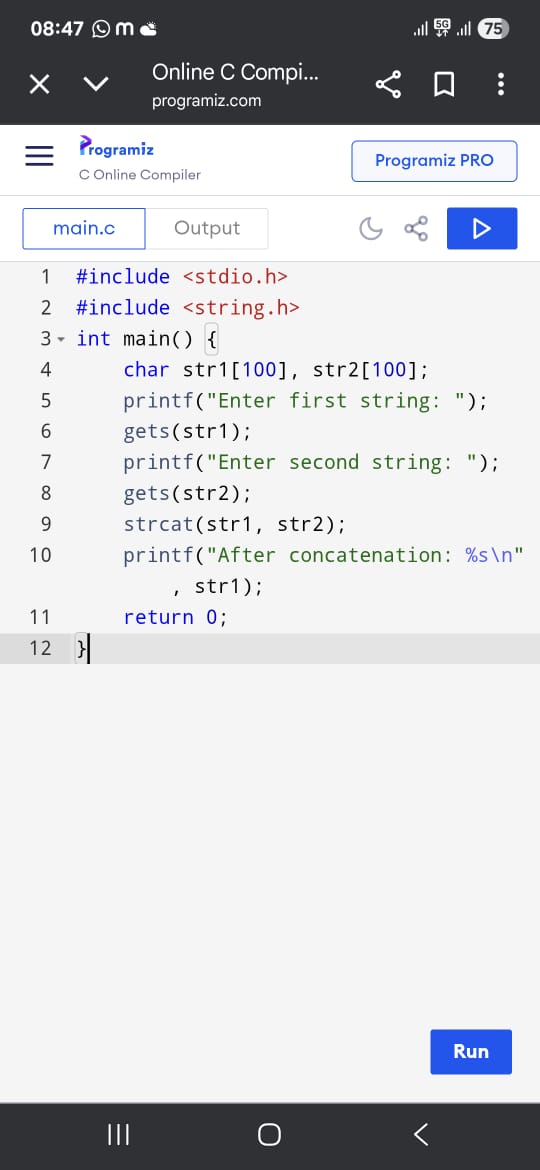 08:47 5G 75
Online C Compi...
programiz.com
Programiz
C Online Compiler
Programiz PRO
main.c Output
1 #include <stdio.h>
2 #include <string.h>
3 int main() {
4 char str1[100], str2[100];
5 printf("Enter first string: ");
6 gets(str1);
7 printf("Enter second string: ");
8 gets(str2);
9 strcat(str1, str2);
10 printf("After concatenation: %s\n"
, str1);
11 return 0;
12 }
Run